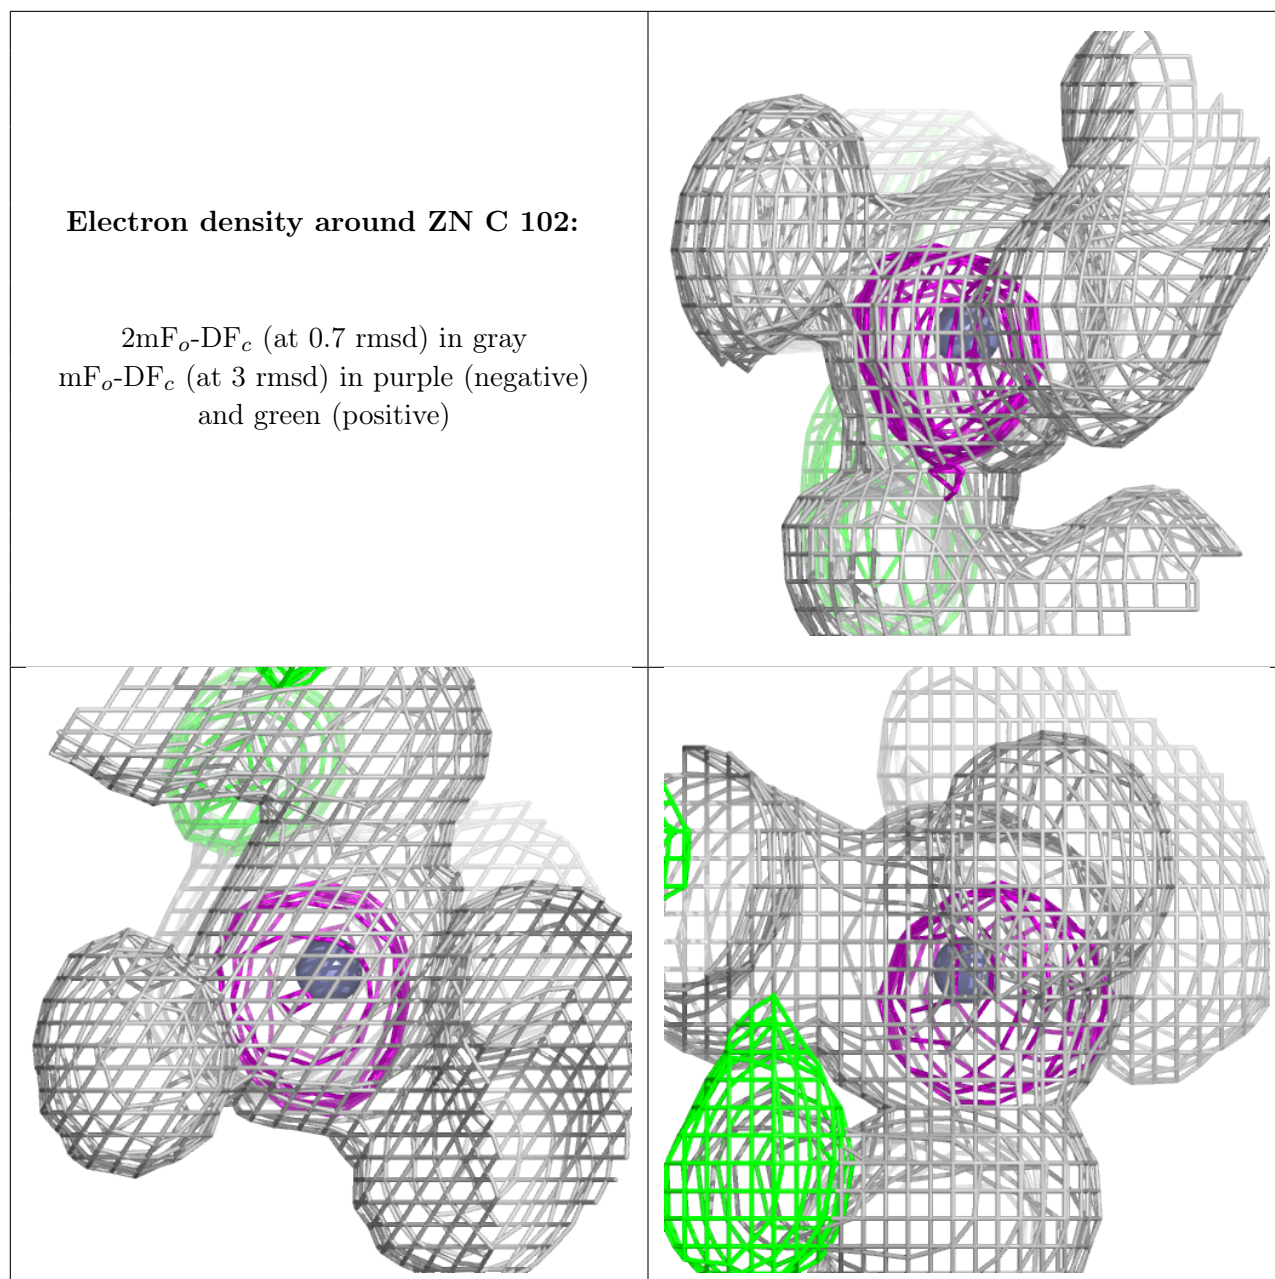 Electron density around ZN C 102:
2mFo-DFc (at 0.7 rmsd) in gray
mFo-DFc (at 3 rmsd) in purple (negative)
and green (positive)